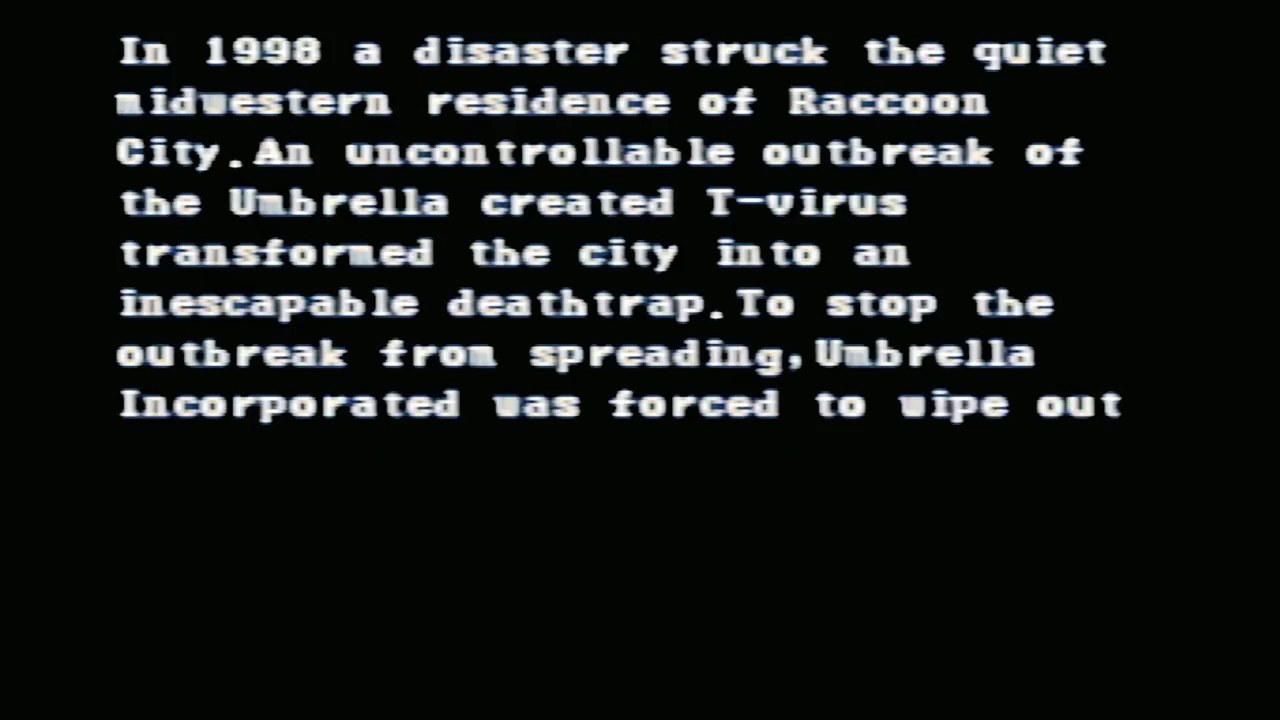 In 1998 a disaster struck the quiet
midwestern residence of Raccoon
City.An uncontrollable outbreak of
the Umbrella created T-virus
transformed the city into an
inescapable deathtrap.To stop the
outbreak from spreading,Umbrella
Incorporated was forced to wipe out